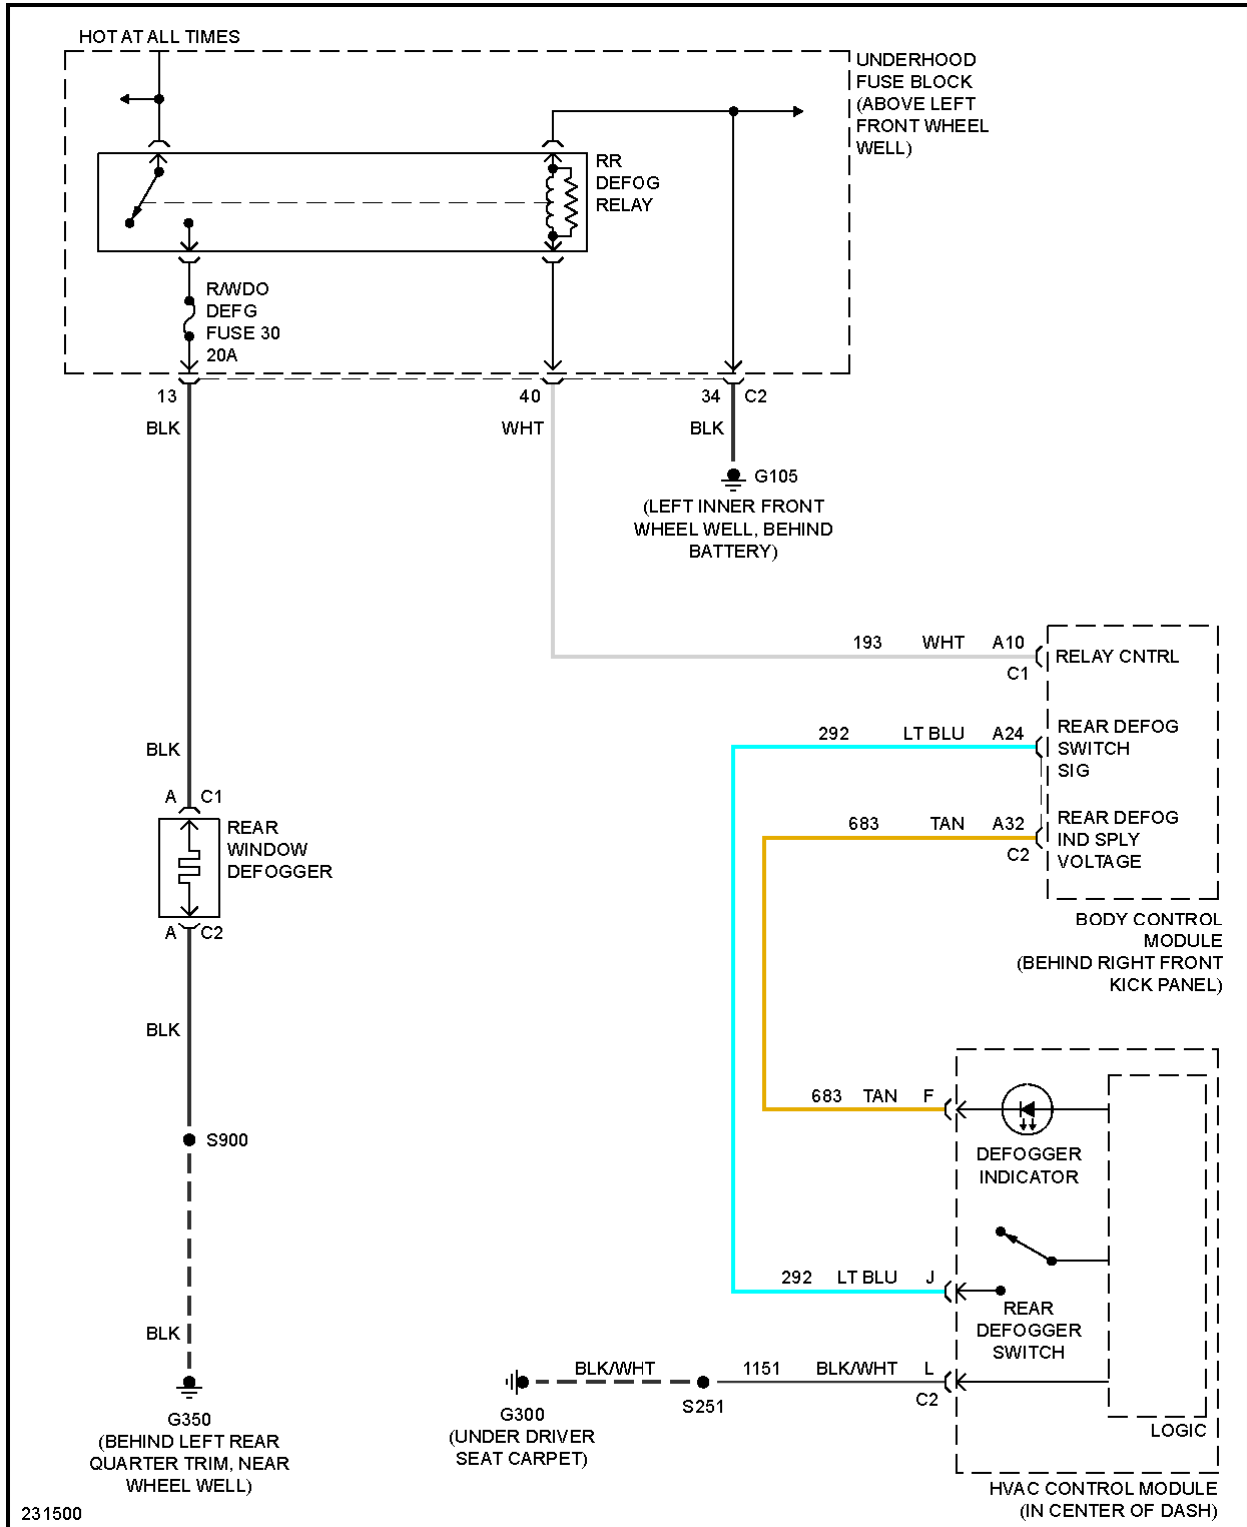 HOT AT ALL TIMES
UNDERHOOD
FUSE BLOCK
(ABOVE LEFT
FRONT WHEEL
WELL)
RR
DEFOG
RELAY
R/WDO
DEFG
FUSE 30
20A
13
40
34
C2
BLK
WHT
BLK
G105
(LEFT INNER FRONT
WHEEL WELL, BEHIND
BATTERY)
193 WHT A10
C1
RELAY CNTRL
292 LT BLU A24
REAR DEFOG
SWITCH
SIG
683 TAN A32
C2
REAR DEFOG
IND SPLY
VOLTAGE
BODY CONTROL
MODULE
(BEHIND RIGHT FRONT
KICK PANEL)
BLK
A C1
REAR
WINDOW
DEFOGGER
A C2
BLK
S900
BLK
G350
(BEHIND LEFT REAR
QUARTER TRIM, NEAR
WHEEL WELL)
683 TAN F
DEFOGGER
INDICATOR
292 LT BLU J
REAR
DEFOGGER
SWITCH
BLK/WHT
1151 BLK/WHT L
C2
S251
G300
(UNDER DRIVER
SEAT CARPET)
LOGIC
HVAC CONTROL MODULE
(IN CENTER OF DASH)
231500